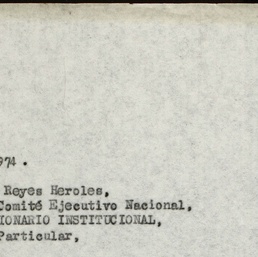 974.
Reyes Heroles,
Comité Ejecutivo Nacional,
IONARIO INSTITUCIONAL,
Particular,